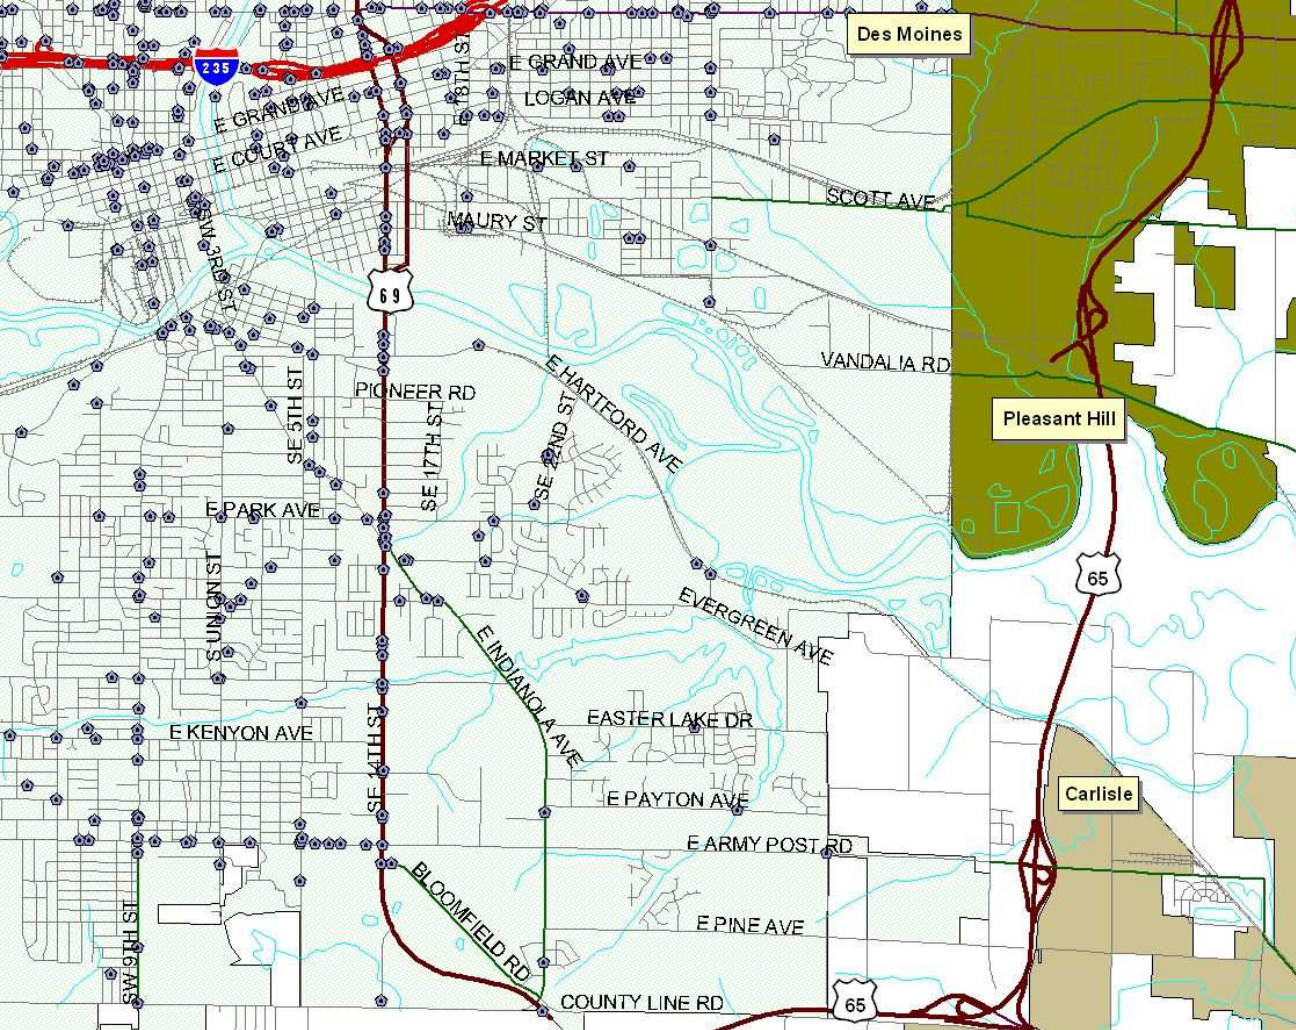 Des Moines
E 18TH ST
E GRAND AVE
235
LOGAN AVE
E GRAND AVE
E COURT AVE
E MARKET ST
SCOTT AVE
MAURY ST
SW 3RD ST
69
VANDALIA RD
E HARTFORD AVE
PIONEER RD
SE 5TH ST
SE 17TH ST
SE 22ND ST
Pleasant Hill
E PARK AVE
65
S UNION ST
EVERGREEN AVE
E INDIANOLA AVE
EASTER LAKE DR
E KENYON AVE
SE 14TH ST
E PAYTON AVE
Carlisle
E ARMY POST RD
BLOOMFIELD RD
E PINE AVE
SW 9TH ST
COUNTY LINE RD
65